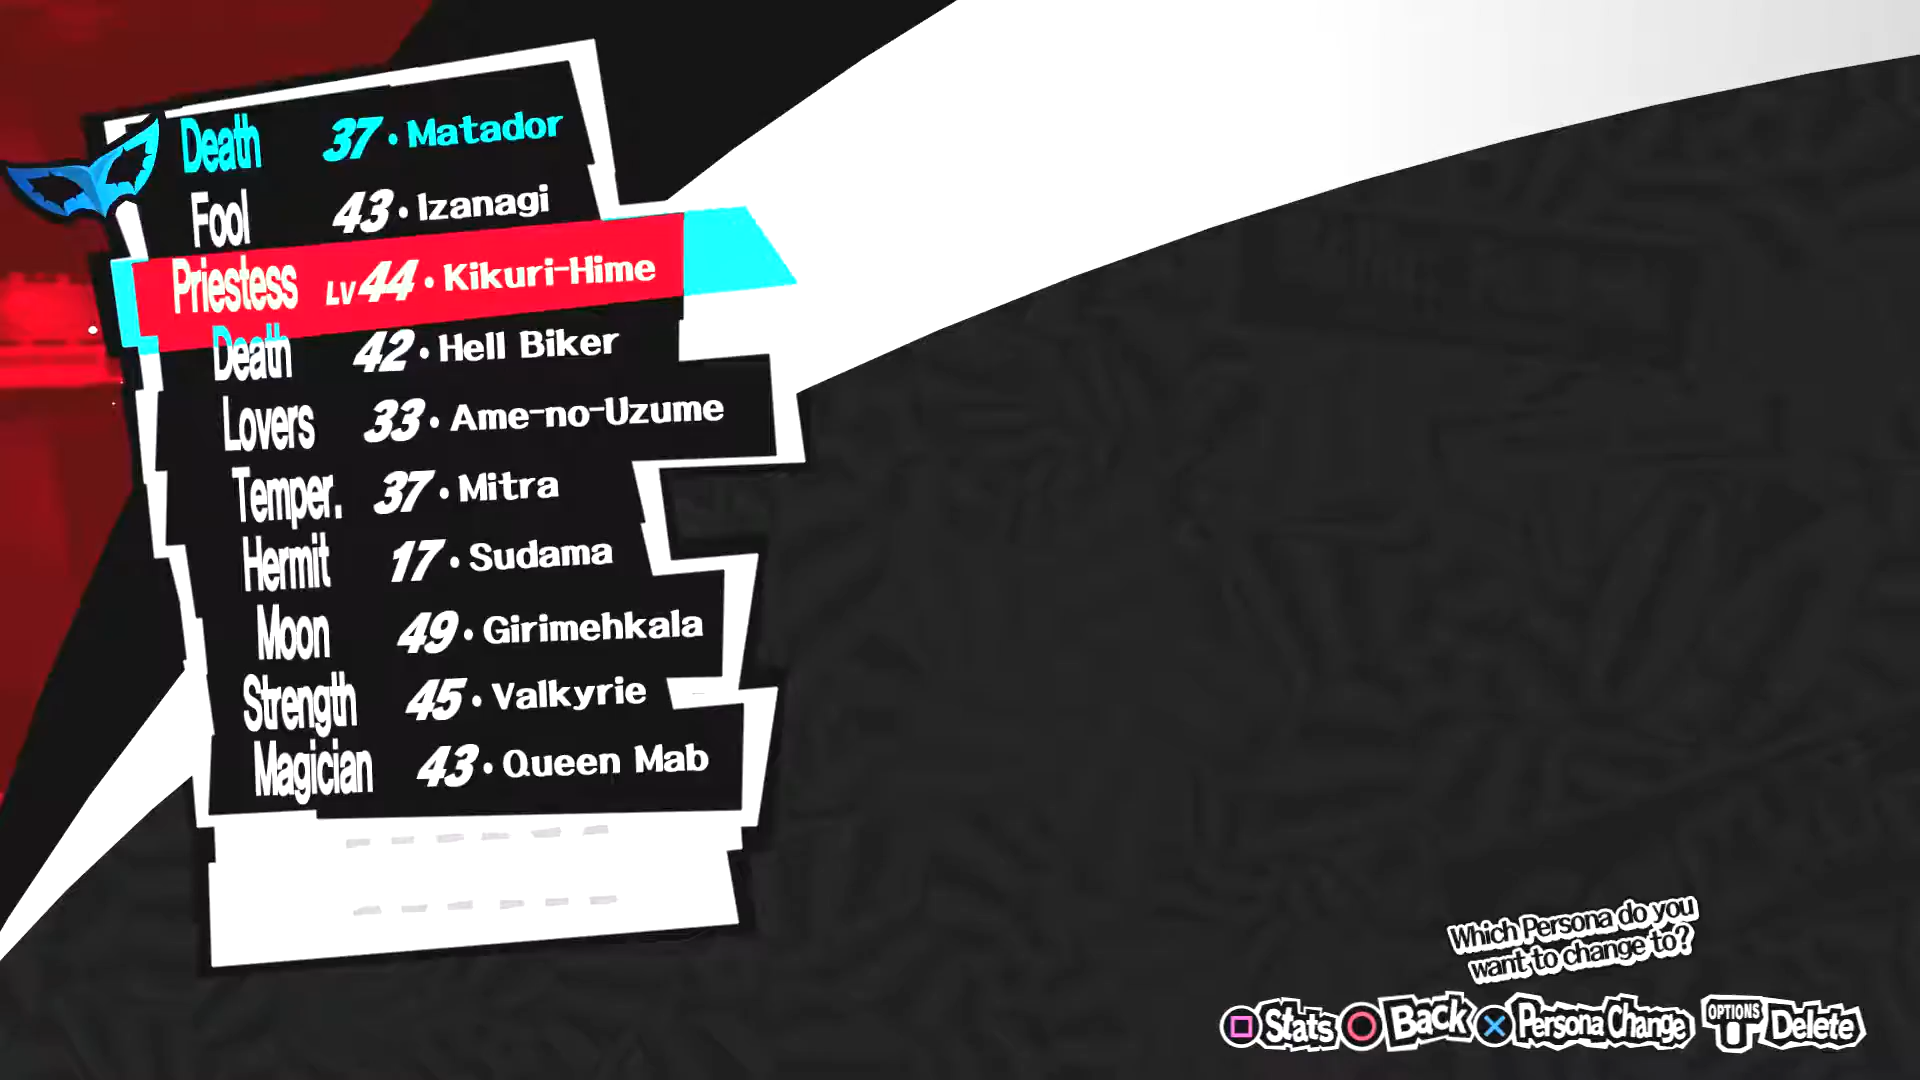 Death 37・Matador
Fool 43・Izanagi
Priestess LV44・Kikuri-Hime
Death 42・Hell Biker
Lovers 33・Ame-no-Uzume
Temper. 37・Mitra
Hermit 17・Sudama
Moon 49・Girimehkala
Strength 45・Valkyrie
Magician 43・Queen Mab
Which Persona do you
want to change to?
Stats Back Persona Change OPTIONS Delete